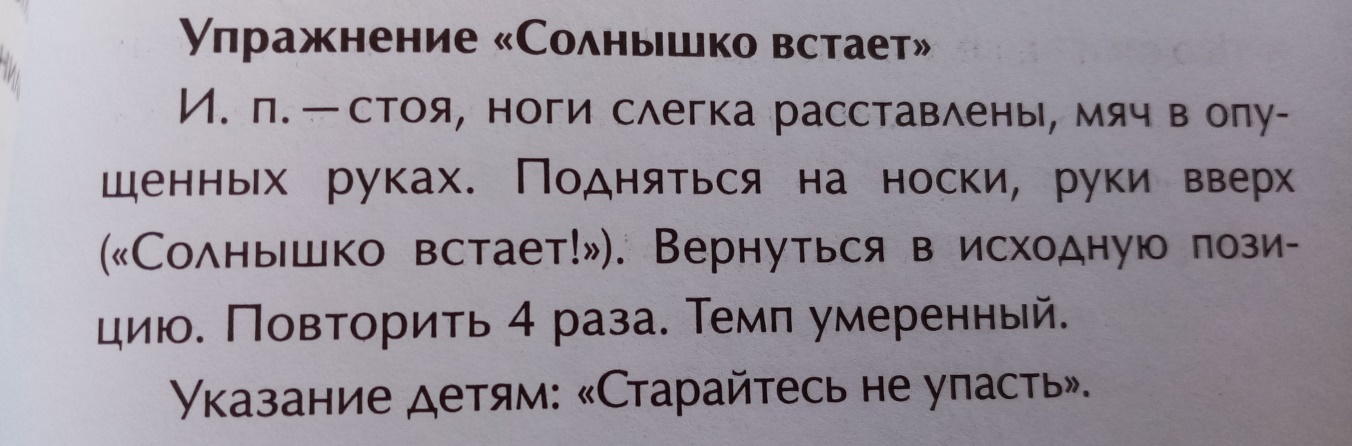 Упражнение «Солнышко встает»
И. п. — стоя, ноги слегка расставлены, мяч в опу-
щенных руках. Подняться на носки, руки вверх
(«Солнышко встает!»). Вернуться в исходную пози-
цию. Повторить 4 раза. Темп умеренный.
Указание детям: «Старайтесь не упасть».